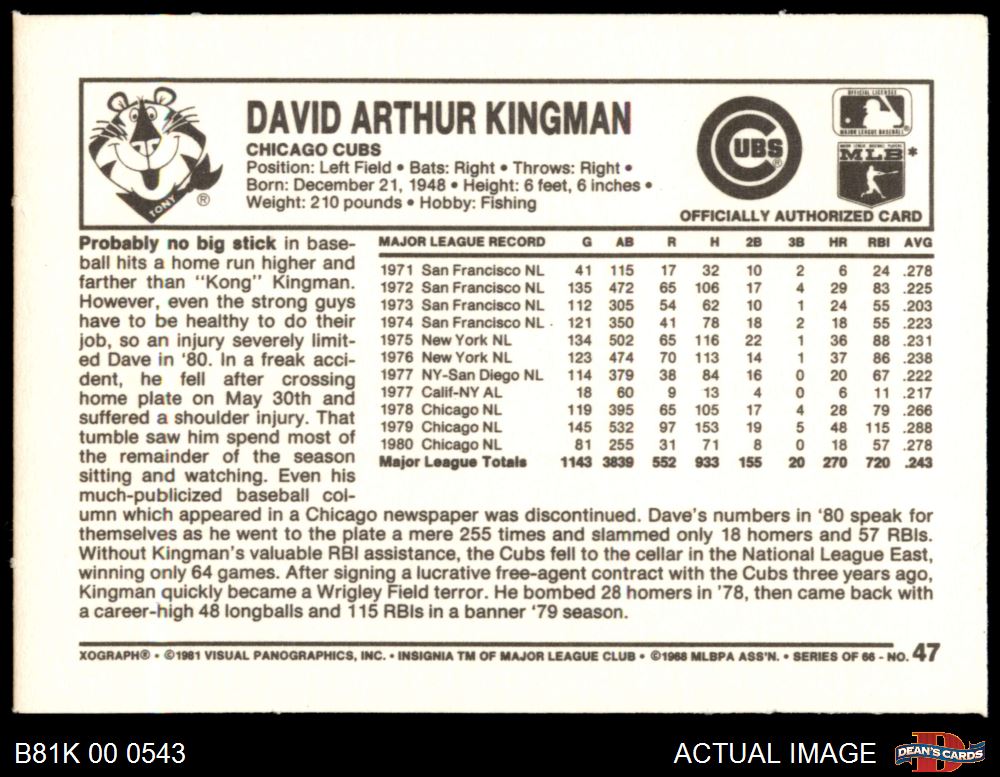 DAVID ARTHUR KINGMAN
CHICAGO CUBS
Position: Left Field • Bats: Right • Throws: Right •
Born: December 21, 1948 • Height: 6 feet, 6 inches •
Weight: 210 pounds • Hobby: Fishing
TONY ®
CUBS ®
OFFICIAL LICENSEE
MAJOR LEAGUE BASEBALL
MLB *
OFFICIALLY AUTHORIZED CARD
Probably no big stick in base-
ball hits a home run higher and
farther than "Kong" Kingman.
However, even the strong guys
have to be healthy to do their
job, so an injury severely limit-
ed Dave in '80. In a freak acci-
dent, he fell after crossing
home plate on May 30th and
suffered a shoulder injury. That
tumble saw him spend most of
the remainder of the season
sitting and watching. Even his
much-publicized baseball col-
umn which appeared in a Chicago newspaper was discontinued. Dave's numbers in '80 speak for
themselves as he went to the plate a mere 255 times and slammed only 18 homers and 57 RBIs.
Without Kingman's valuable RBI assistance, the Cubs fell to the cellar in the National League East,
winning only 64 games. After signing a lucrative free-agent contract with the Cubs three years ago,
Kingman quickly became a Wrigley Field terror. He bombed 28 homers in '78, then came back with
a career-high 48 longballs and 115 RBIs in a banner '79 season.
MAJOR LEAGUE RECORD G AB R H 2B 3B HR RBI AVG
1971 San Francisco NL 41 115 17 32 10 2 6 24 .278
1972 San Francisco NL 135 472 65 106 17 4 29 83 .225
1973 San Francisco NL 112 305 54 62 10 1 24 55 .203
1974 San Francisco NL 121 350 41 78 18 2 18 55 .223
1975 New York NL 134 502 65 116 22 1 36 88 .231
1976 New York NL 123 474 70 113 14 1 37 86 .238
1977 NY-San Diego NL 114 379 38 84 16 0 20 67 .222
1977 Calif-NY AL 18 60 9 13 4 0 6 11 .217
1978 Chicago NL 119 395 65 105 17 4 28 79 .266
1979 Chicago NL 145 532 97 153 19 5 48 115 .288
1980 Chicago NL 81 255 31 71 8 0 18 57 .278
Major League Totals 1143 3839 552 933 155 20 270 720 .243
XOGRAPH® • ©1981 VISUAL PANOGRAPHICS, INC. • INSIGNIA TM OF MAJOR LEAGUE CLUB • ©1968 MLBPA ASS'N. • SERIES OF 66 - NO. 47
B81K 00 0543
ACTUAL IMAGE
DEAN'S CARDS